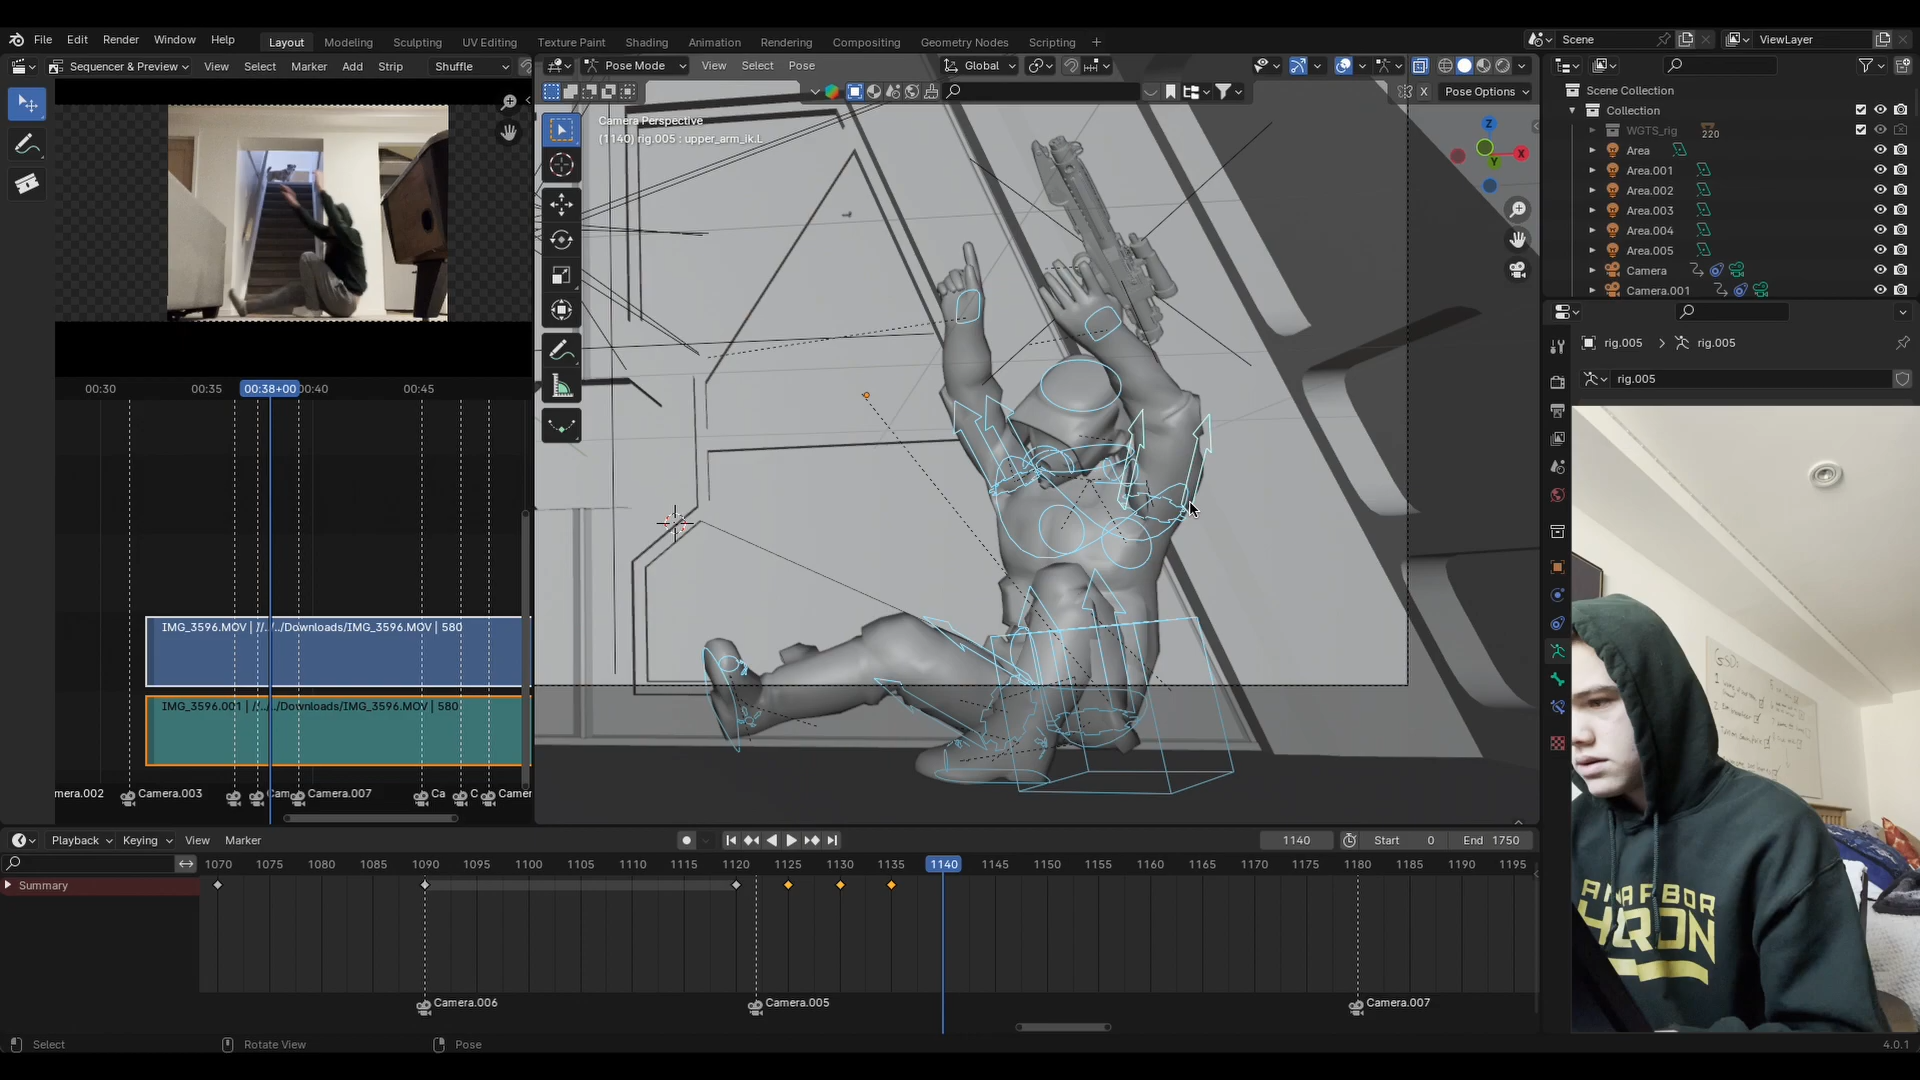 File Edit Render Window Help
Layout Modeling Sculpting UV Editing Texture Paint Shading Animation Rendering Compositing Geometry Nodes Scripting +
Scene
ViewLayer
Sequencer & Preview View Select Marker Add Strip Shuffle
Pose Mode View Select Pose
Global
X Pose Options
Camera Perspective
(1140) rig.005 : upper_arm_ik.L
Z
X
Y
Scene Collection
Collection
WGTS_rig 220
Area
Area.001
Area.002
Area.003
Area.004
Area.005
Camera
Camera.001
rig.005 > rig.005
rig.005
00:30 00:35 00:38+00 00:40 00:45
IMG_3596.MOV | //../../Downloads/IMG_3596.MOV | 580
IMG_3596.001 | //../../Downloads/IMG_3596.MOV | 580
mera.002 Camera.003 Cam Camera.007 Ca C Camer
Playback Keying View Marker
1140 Start 0 End 1750
1070 1075 1080 1085 1090 1095 1100 1105 1110 1115 1120 1125 1130 1135 1140 1145 1150 1155 1160 1165 1170 1175 1180 1185 1190 1195
Summary
Camera.006 Camera.005 Camera.007
Select Rotate View Pose 4.0.1